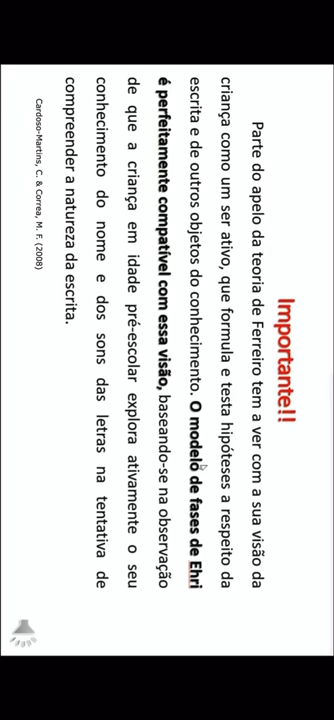 Importante!!
Parte do apelo da teoria de Ferreiro tem a ver com a sua visão da
criança como um ser ativo, que formula e testa hipóteses a respeito da
escrita e de outros objetos do conhecimento. O modelo de fases de Ehri
é perfeitamente compatível com essa visão, baseando-se na observação
de que a criança em idade pré-escolar explora ativamente o seu
conhecimento do nome e dos sons das letras na tentativa de
compreender a natureza da escrita.
Cardoso-Martins, C. & Correa, M. F. (2008)